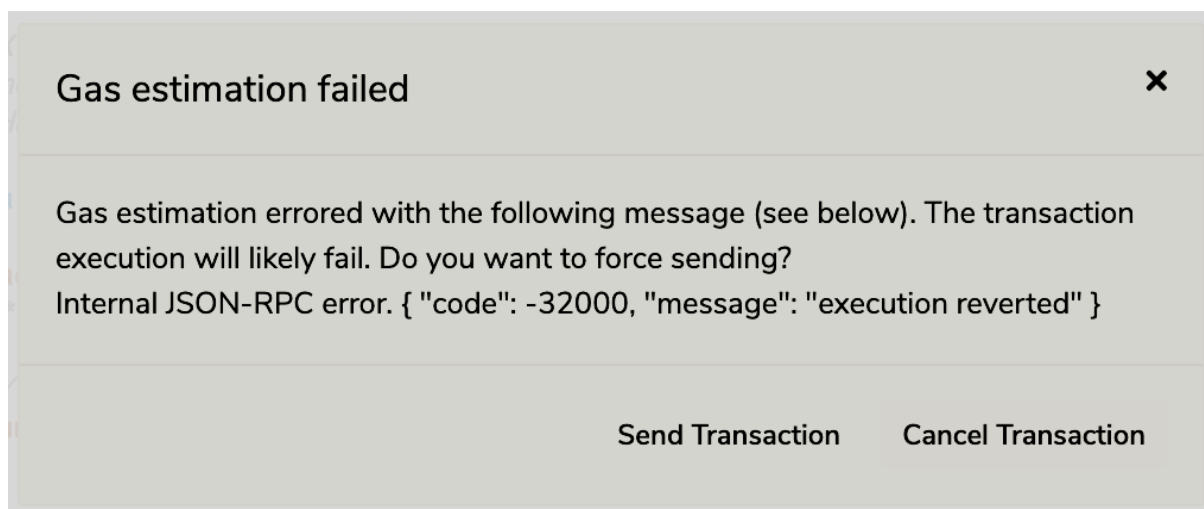 Gas estimation failed
Gas estimation errored with the following message (see below). The transaction
execution will likely fail. Do you want to force sending?
Internal JSON-RPC error. { "code": -32000, "message": "execution reverted" }
Send Transaction Cancel Transaction